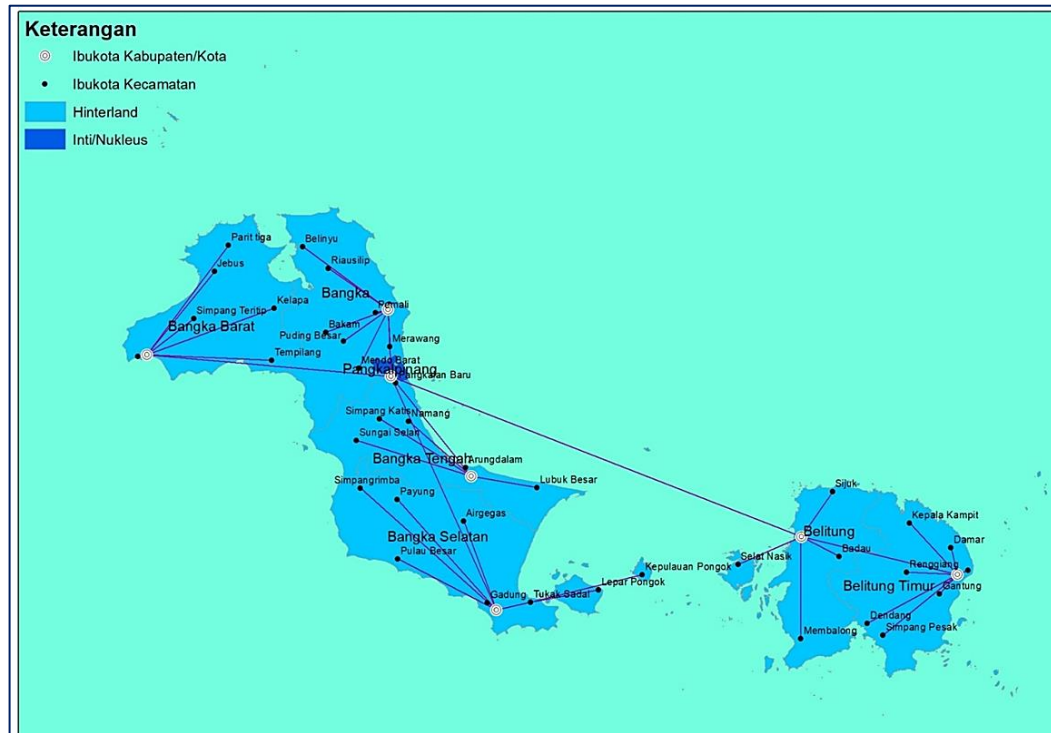 Keterangan
Ibukota Kabupaten/Kota
Ibukota Kecamatan
Hinterland
Inti/Nukleus
Parit tiga
Belinyu
Jebus
Riausilip
Bangka
Kelapa
Pemali
Simpang Teritip
Bangka Barat
Bakam
Puding Besar
Merawang
Tempilang
Mendo Barat
Pangkalpinang
Pangkalan Baru
Simpang Katis
Namang
Sungai Selan
Bangka Tengah
Arungdalam
Simpangrimba
Lubuk Besar
Payung
Airgegas
Bangka Selatan
Pulau Besar
Gadung
Tukak Sadai
Lepar Pongok
Kepulauan Pongok
Selat Nasik
Sijuk
Belitung
Kepala Kampit
Badau
Damar
Renggiang
Belitung Timur
Gantung
Dendang
Simpang Pesak
Membalong